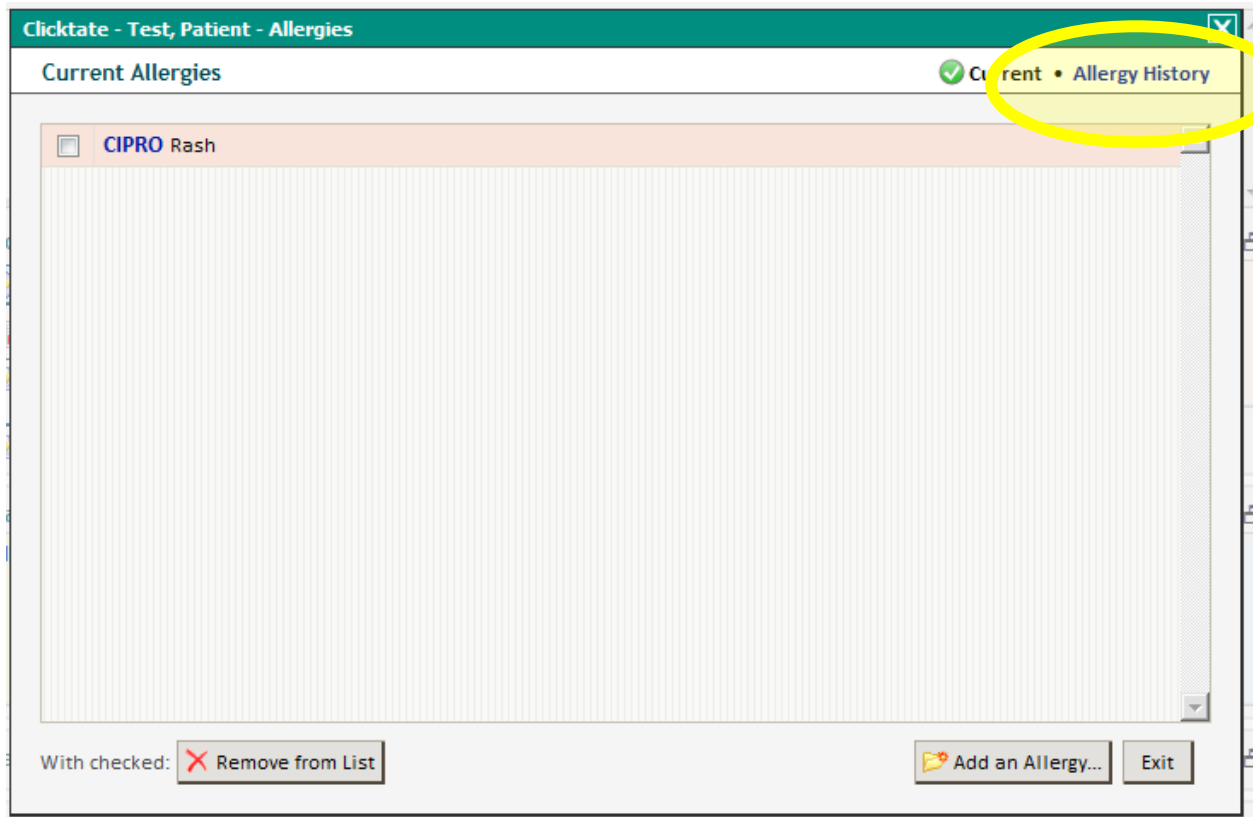 Clicktate - Test, Patient - Allergies
Current Allergies Current • Allergy History
CIPRO Rash
With checked: Remove from List Add an Allergy... Exit